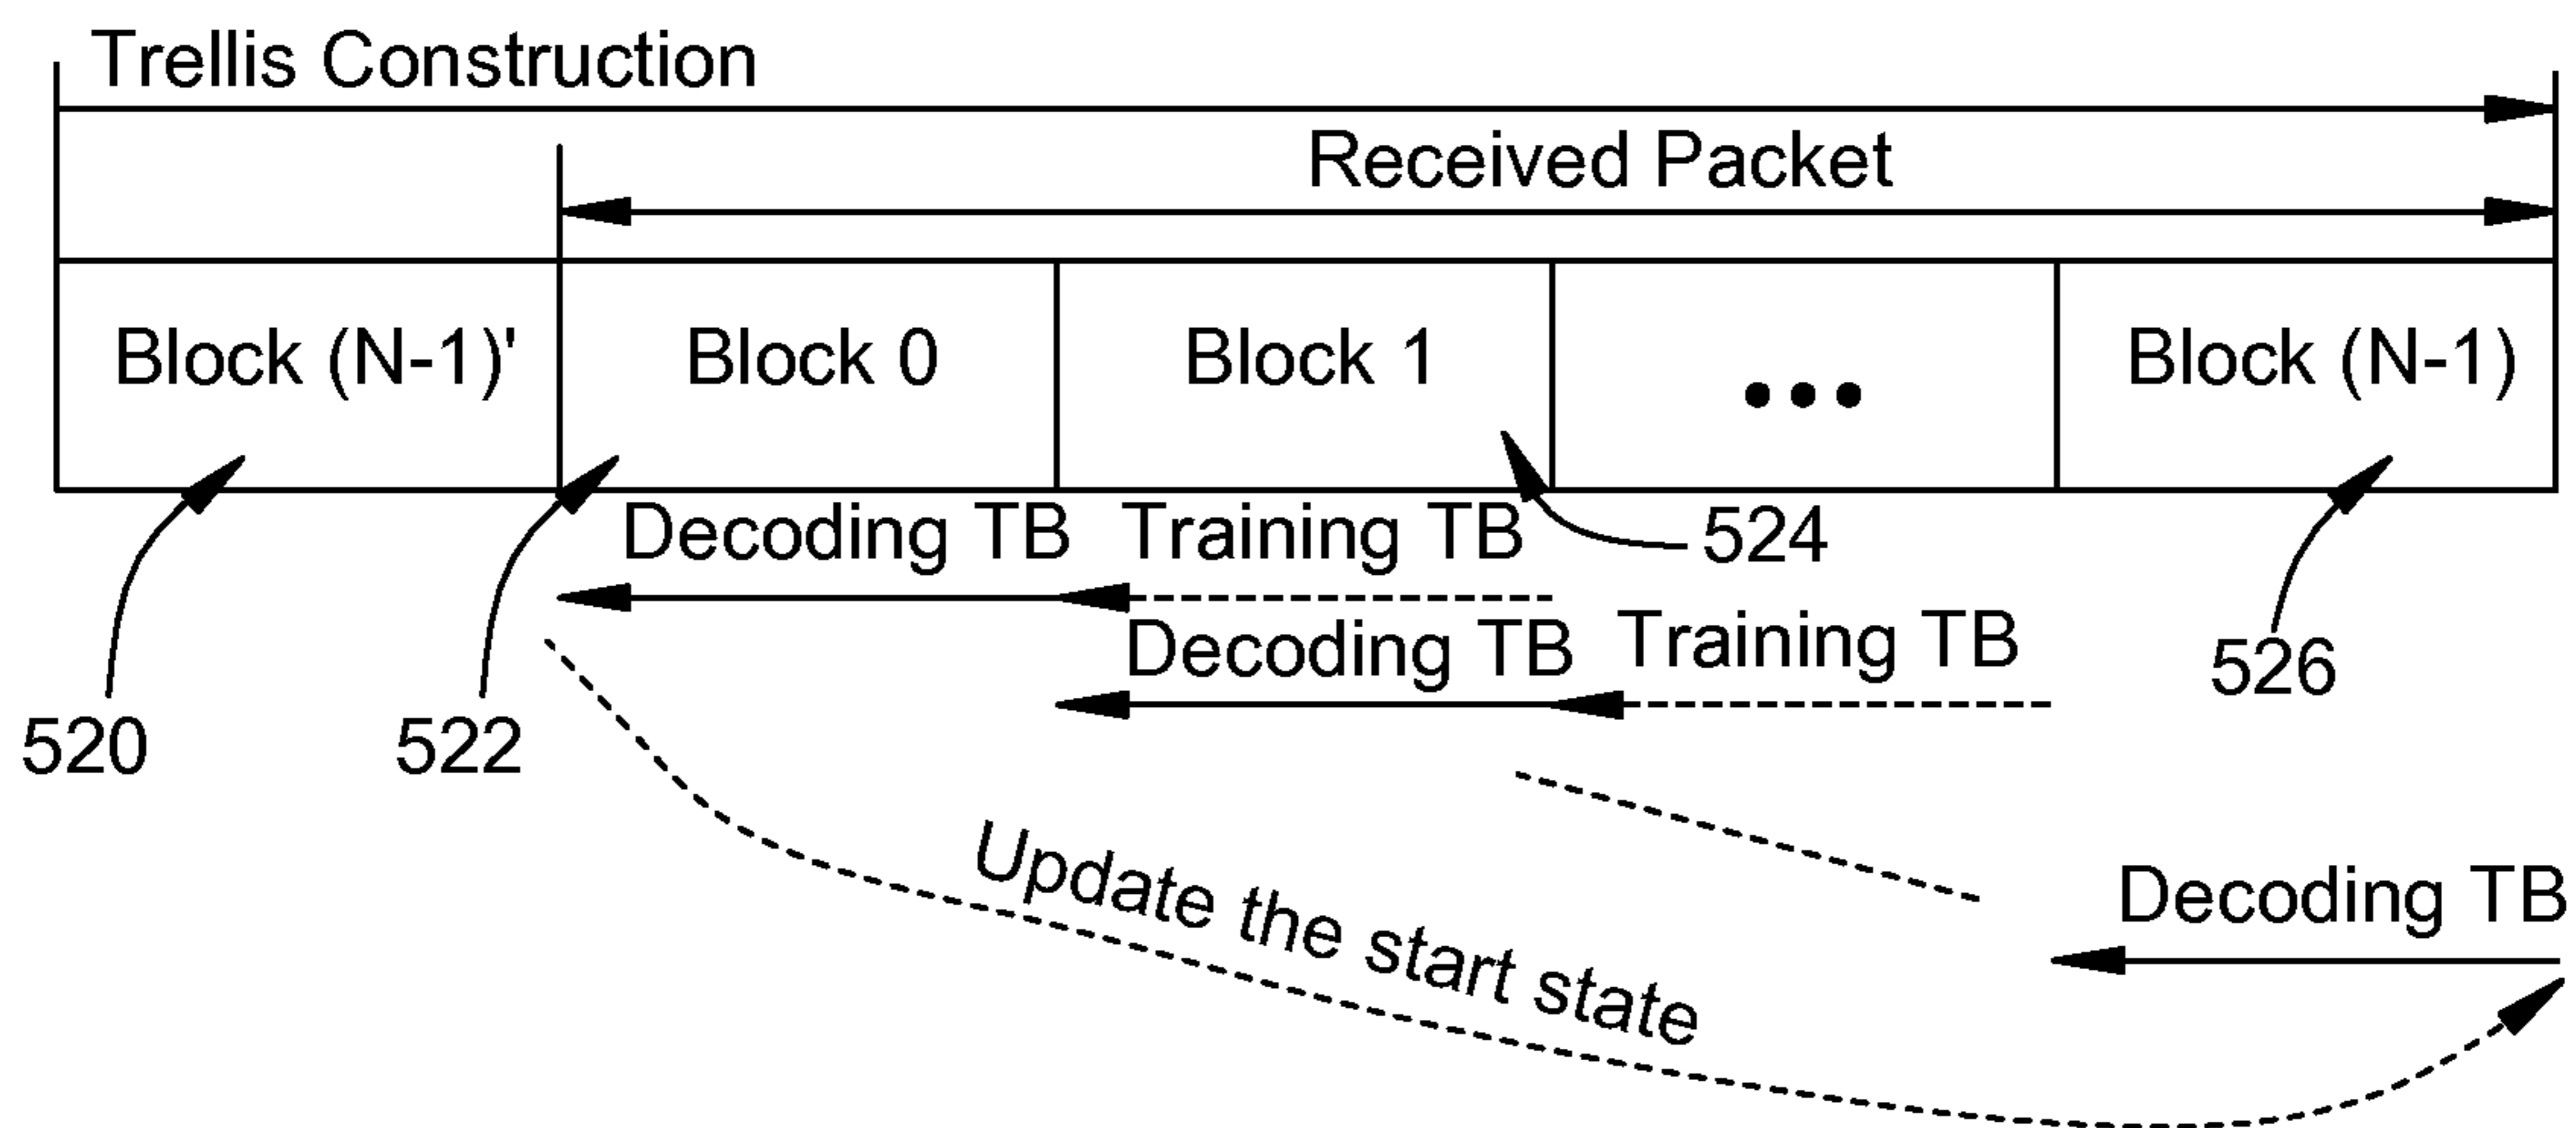 Trellis Construction
Received Packet
Block (N-1)' Block 0 Block 1 ••• Block (N-1)
Decoding TB Training TB 524
Decoding TB Training TB 526
520 522
Update the start state
Decoding TB